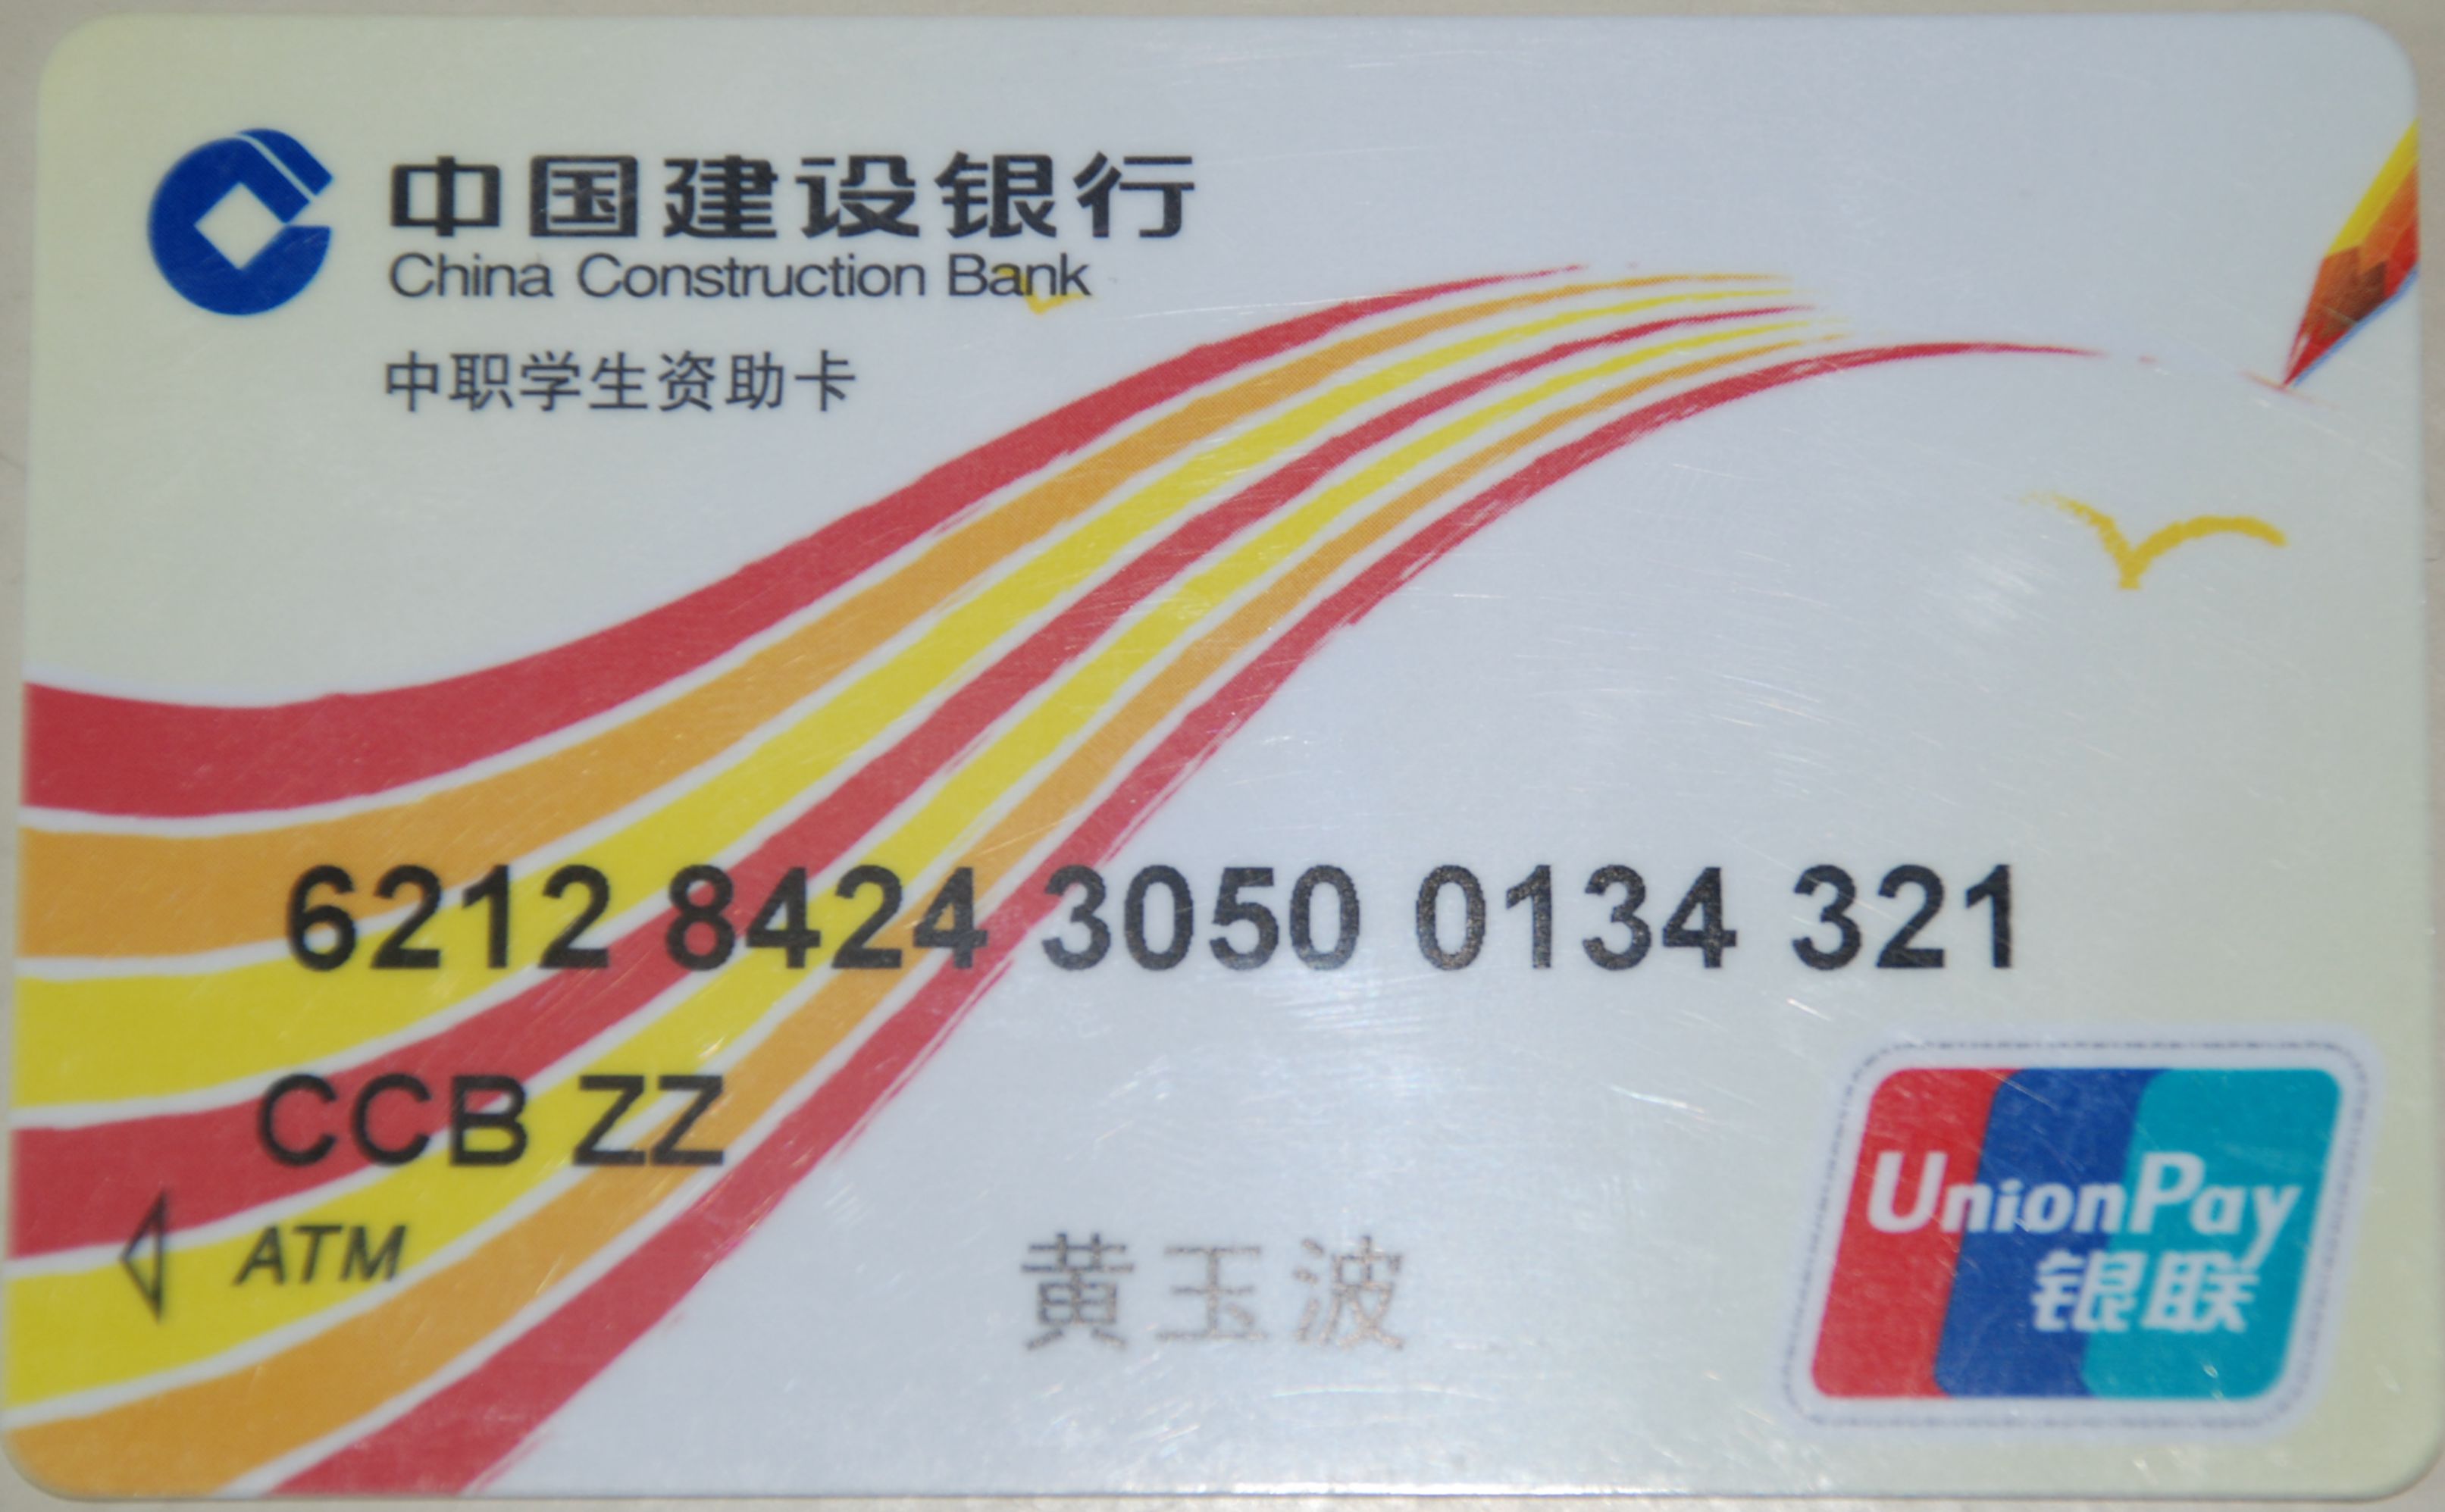 中国建设银行
China Construction Bank
中职学生资助卡
6212 8424 3050 0134 321
CCB ZZ
ATM
黄玉波
UnionPay
银联